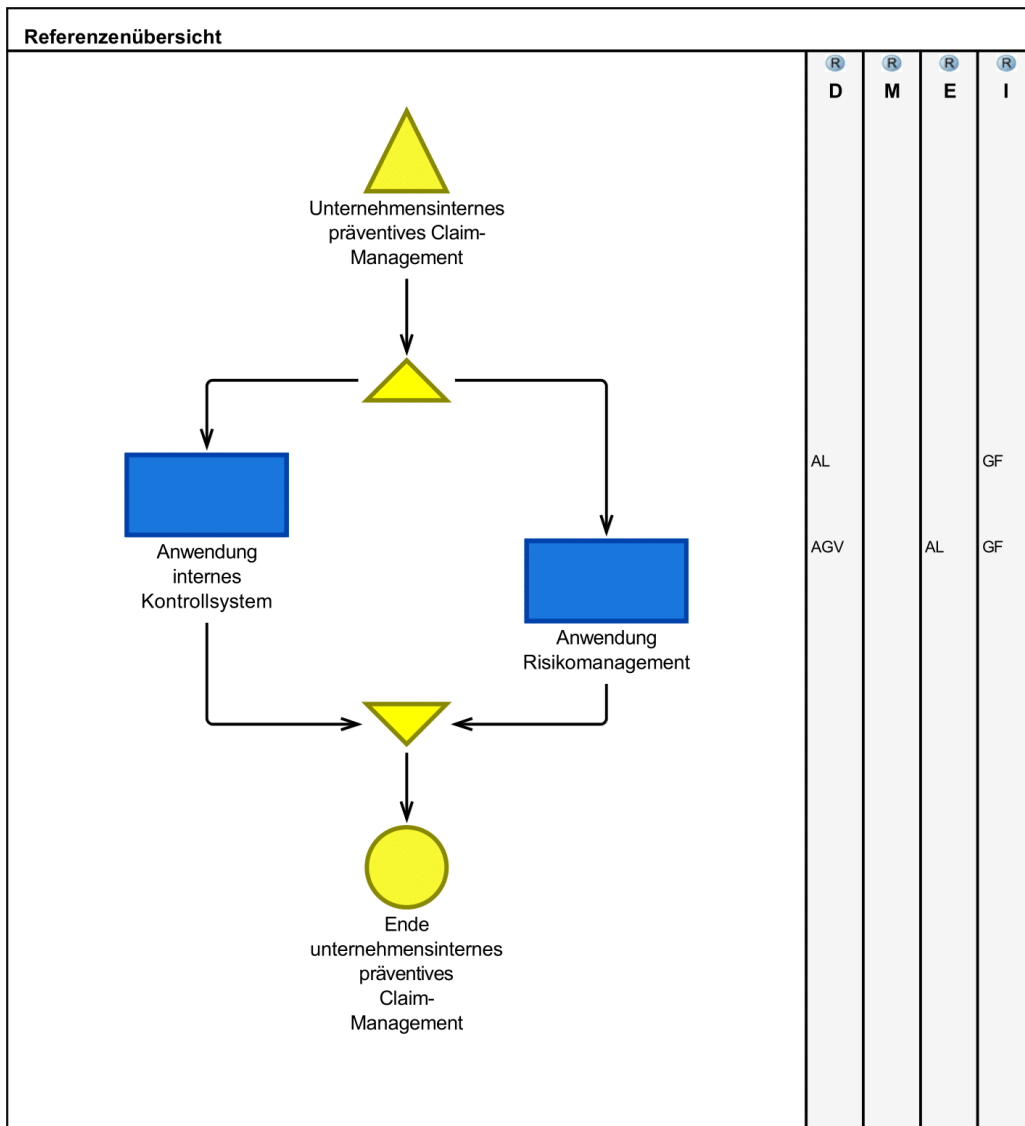 Referenzenübersicht
R R R R
D M E I
Unternehmensinternes
präventives Claim-
Management
AL GF
Anwendung
internes
Kontrollsystem
AGV AL GF
Anwendung
Risikomanagement
Ende
unternehmensinternes
präventives
Claim-
Management